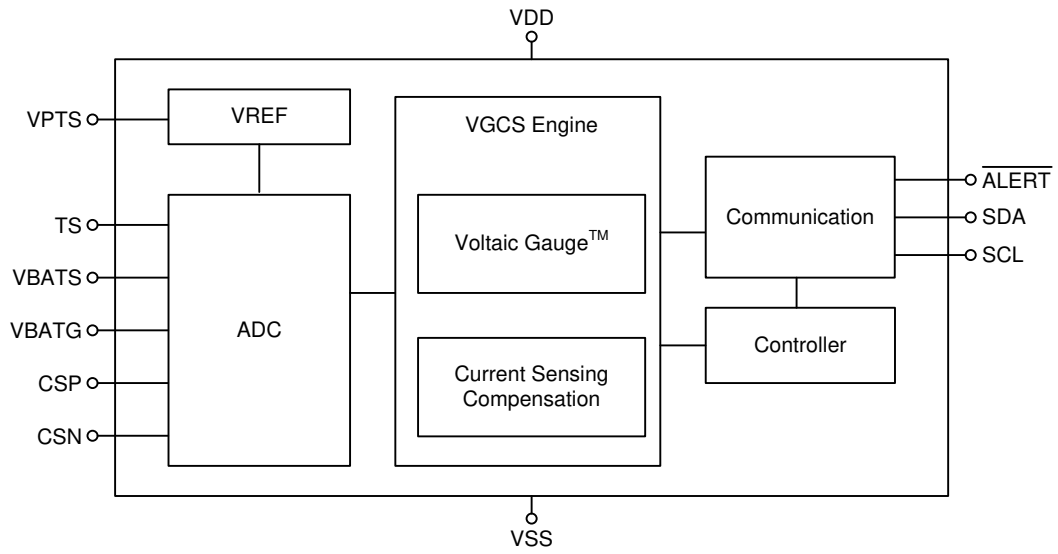 VDD
VPTS
VREF
VGCS Engine
ALERT
TS
Voltaic Gauge™
Communication
SDA
SCL
VBATS
VBATG
ADC
Controller
CSP
Current Sensing
Compensation
CSN
VSS